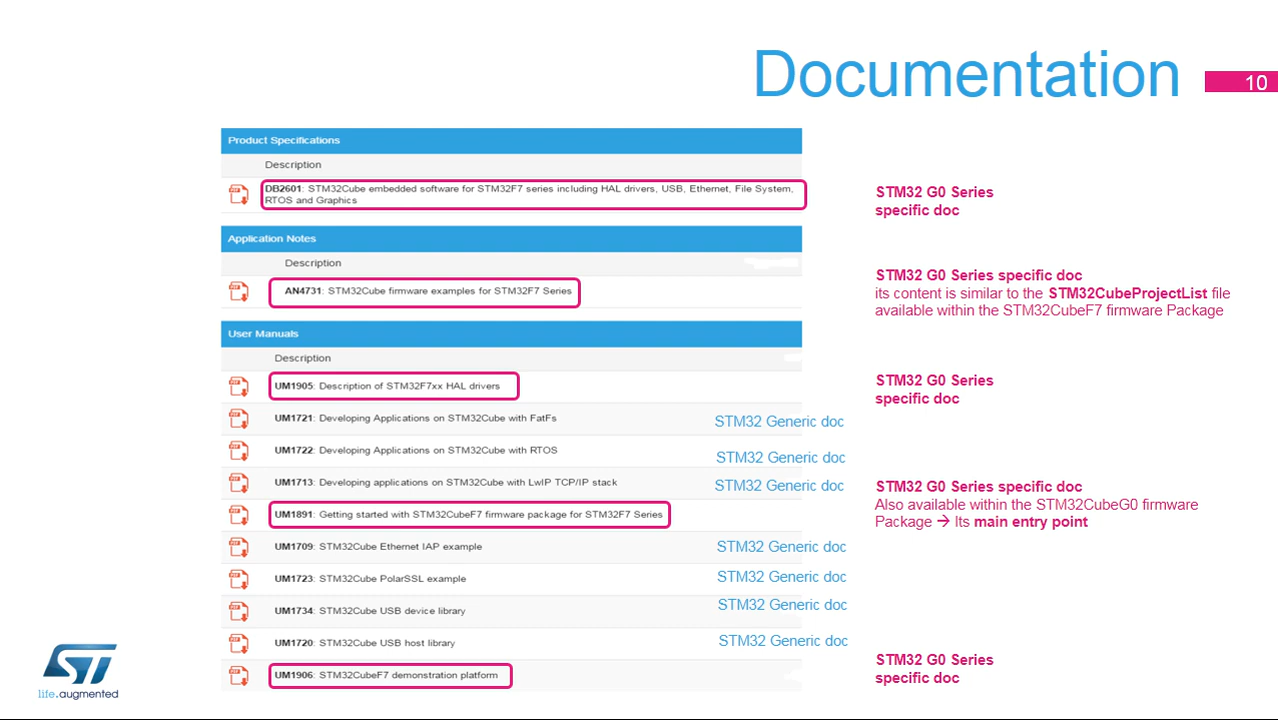 Documentation
10
Product Specifications
Description
DB2601: STM32Cube embedded software for STM32F7 series including HAL drivers, USB, Ethernet, File System,
RTOS and Graphics
STM32 G0 Series
specific doc
Application Notes
Description
AN4731: STM32Cube firmware examples for STM32F7 Series
STM32 G0 Series specific doc
its content is similar to the STM32CubeProjectList file
available within the STM32CubeF7 firmware Package
User Manuals
Description
UM1905: Description of STM32F7xx HAL drivers
STM32 G0 Series
specific doc
UM1721: Developing Applications on STM32Cube with FatFs
STM32 Generic doc
UM1722: Developing Applications on STM32Cube with RTOS
STM32 Generic doc
UM1713: Developing applications on STM32Cube with LwIP TCP/IP stack
STM32 Generic doc
UM1891: Getting started with STM32CubeF7 firmware package for STM32F7 Series
STM32 G0 Series specific doc
Also available within the STM32CubeG0 firmware
Package → Its main entry point
UM1709: STM32Cube Ethernet IAP example
STM32 Generic doc
UM1723: STM32Cube PolarSSL example
STM32 Generic doc
UM1734: STM32Cube USB device library
STM32 Generic doc
UM1720: STM32Cube USB host library
STM32 Generic doc
UM1906: STM32CubeF7 demonstration platform
STM32 G0 Series
specific doc
ST
life.augmented